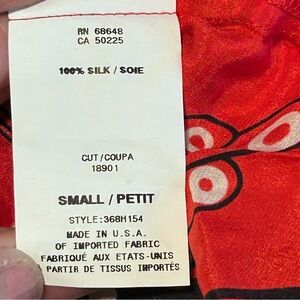 RN 68648
CA 50225
100% SILK / SOIE
CUT/COUPA
18901
SMALL / PETIT
STYLE:368H154
MADE IN U.S.A.
OF IMPORTED FABRIC
FABRIQUÉ AUX ETATS-UNIS
A PARTIR DE TISSUS IMPORTÉS